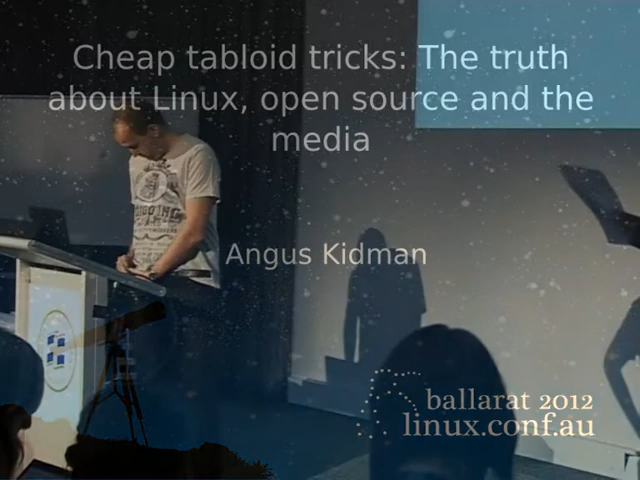 Cheap tabloid tricks: The truth
about Linux, open source and the
media
Angus Kidman
ballarat 2012
linux.conf.au